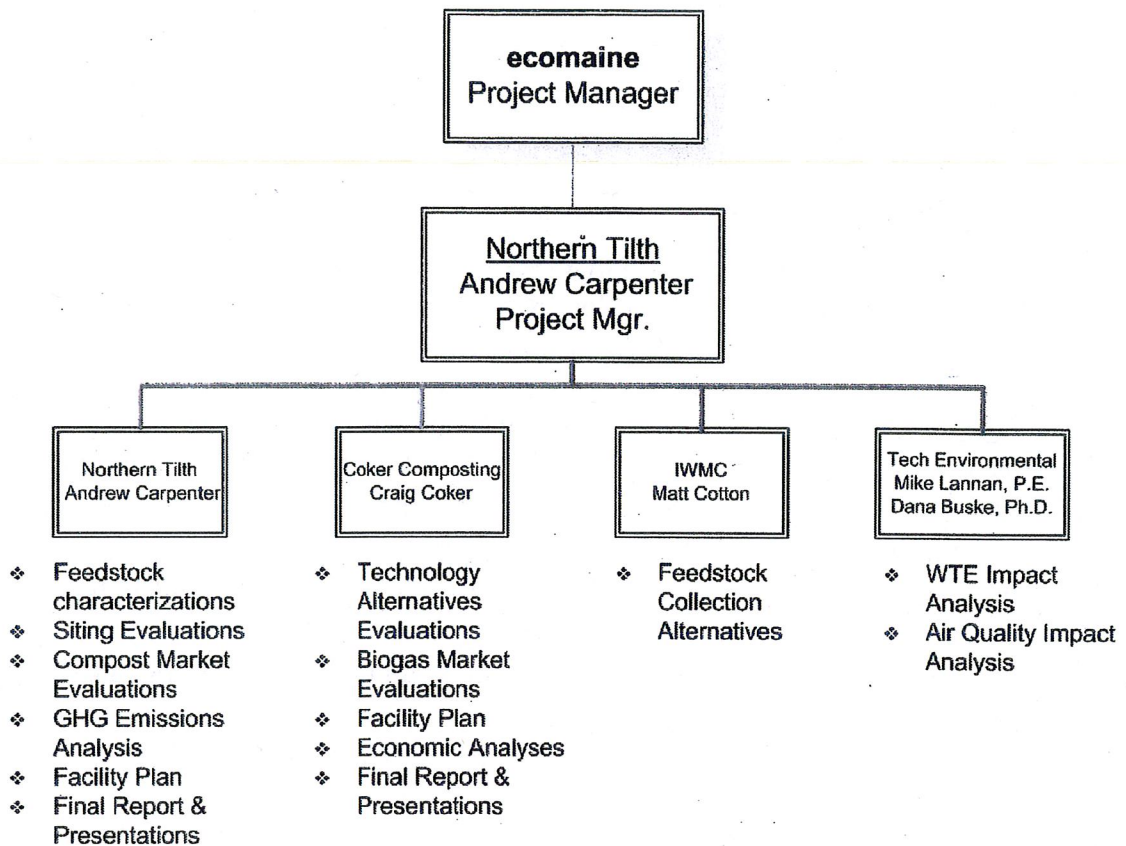 ecomaine
Project Manager
Northern Tilth
Andrew Carpenter
Project Mgr.
Northern Tilth
Andrew Carpenter
Coker Composting
Craig Coker
IWMC
Matt Cotton
Tech Environmental
Mike Lannan, P.E.
Dana Buske, Ph.D.
❖ Feedstock
characterizations
❖ Siting Evaluations
❖ Compost Market
Evaluations
❖ GHG Emissions
Analysis
❖ Facility Plan
❖ Final Report &
Presentations
❖ Technology
Alternatives
Evaluations
❖ Biogas Market
Evaluations
❖ Facility Plan
❖ Economic Analyses
❖ Final Report &
Presentations
❖ Feedstock
Collection
Alternatives
❖ WTE Impact
Analysis
❖ Air Quality Impact
Analysis